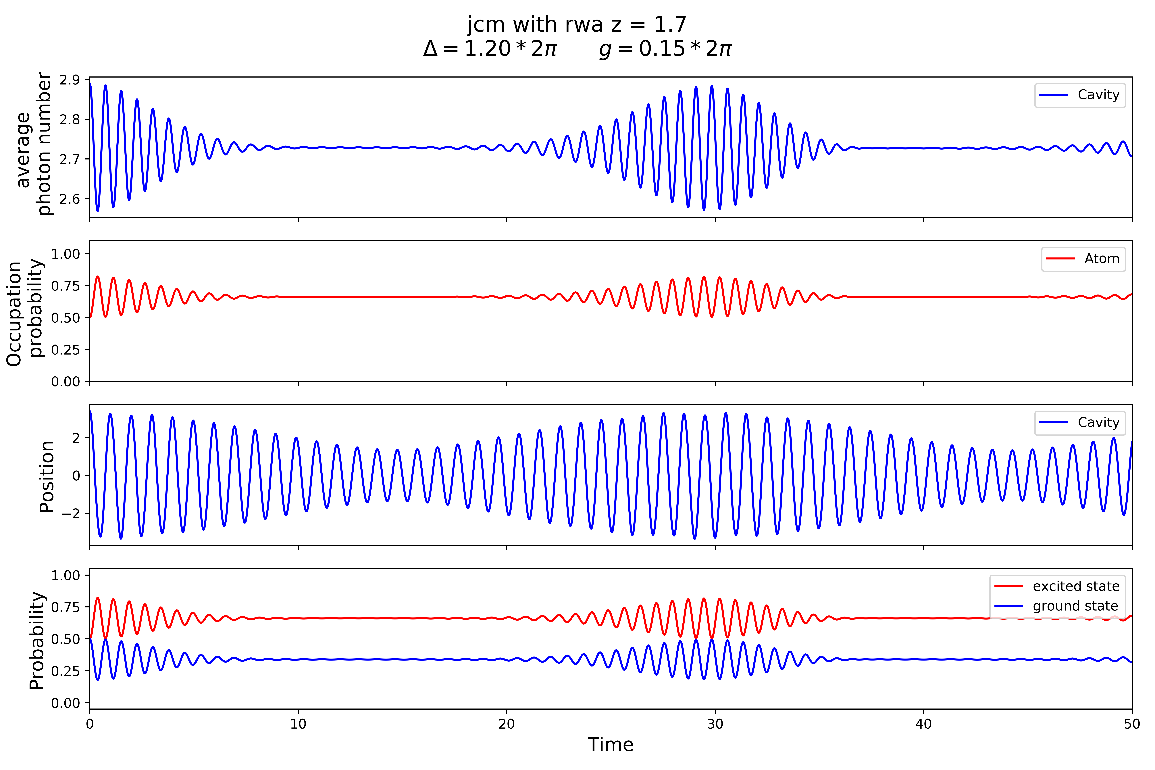 jcm with rwa z = 1.7
Δ = 1.20 * 2π g = 0.15 * 2π
average
photon number
2.9
2.8
2.7
2.6
Cavity
Occupation
probability
1.00
0.75
0.50
0.25
0.00
Atom
Position
2
0
−2
Cavity
Probability
1.00
0.75
0.50
0.25
0.00
excited state
ground state
0 10 20 30 40 50
Time